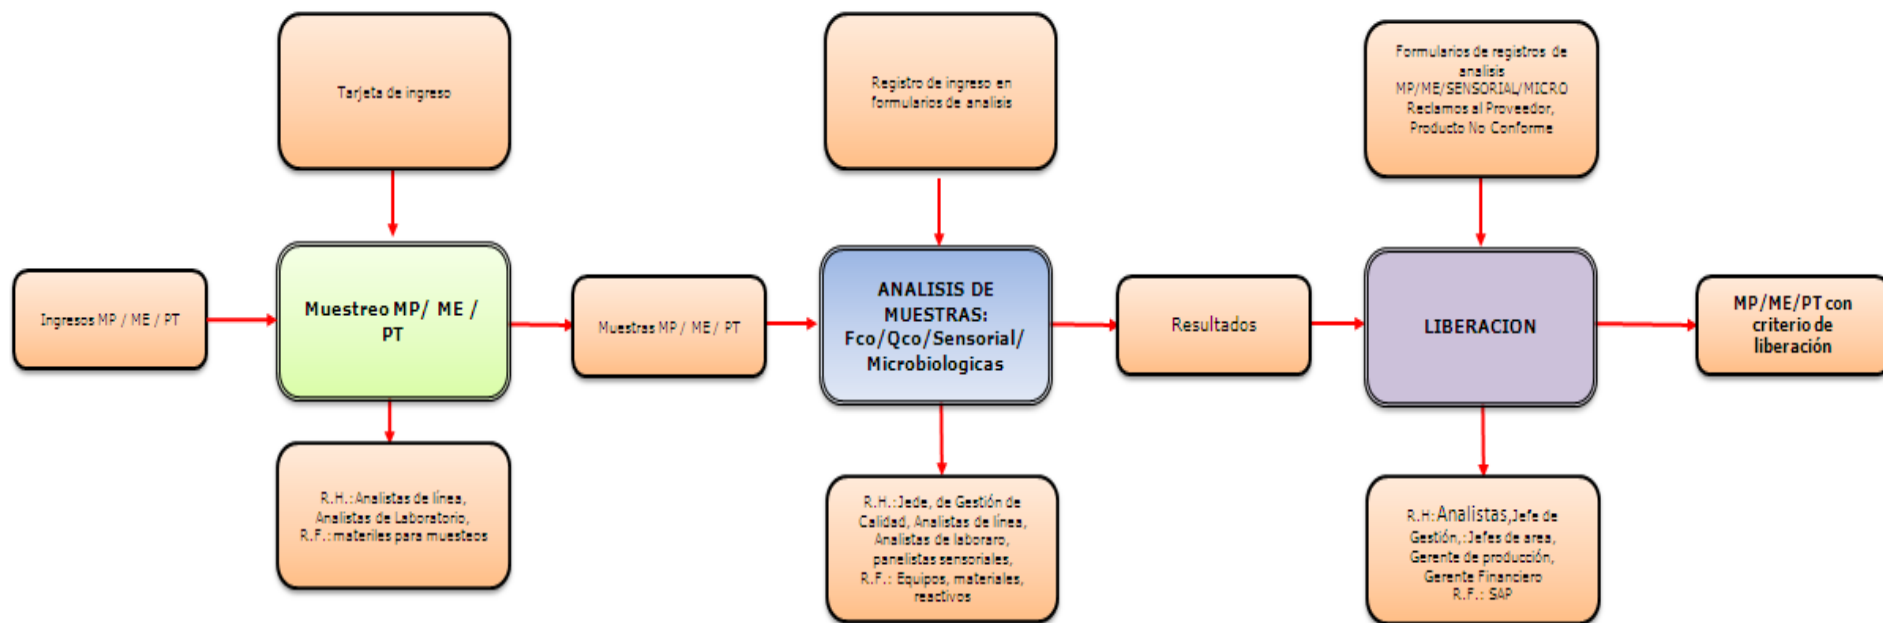 Tarjeta de ingreso
Registro de ingreso en
formularios de analisis
Formularios de registros de
analisis
MP/ME/SENSORIAL/MICRO
Reclamos al Proveedor,
Producto No Conforme
Ingresos MP / ME / PT
Muestreo MP/ ME /
PT
Muestras MP/ ME / PT
ANALISIS DE
MUESTRAS:
Fco/Qco/Sensorial/
Microbiologicas
Resultados
LIBERACION
MP/ME/PT con
criterio de
liberación
R.H.: Analistas de línea,
Analistas de Laboratorio,
R.F.: materiles para muesteos
R.H.: Jede, de Gestión de
Calidad, Analistas de línea,
Analistas de laboraro,
panelistas sensoriales,
R.F.: Equipos, materiales,
reactivos
R.H: Analistas,Jefe de
Gestión,:Jefes de area,
Gerente de producción,
Gerente Financiero
R.F.: SAP